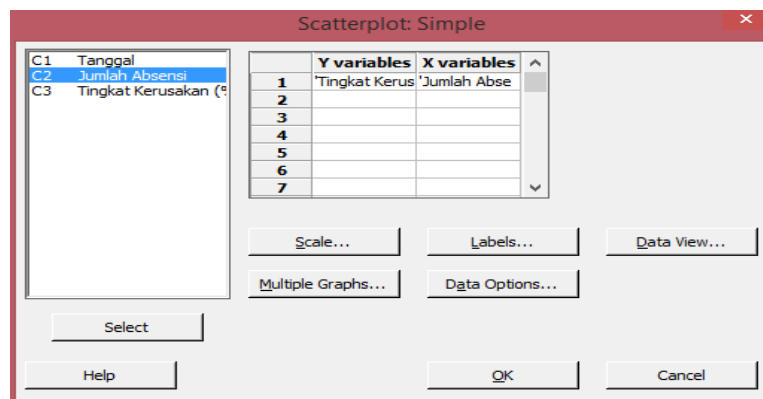 Scatterplot: Simple
C1 Tanggal
C2 Jumlah Absensi
C3 Tingkat Kerusakan (%
Y variables X variables
1 'Tingkat Kerus 'Jumlah Abse
2
3
4
5
6
7
Scale... Labels... Data View...
Multiple Graphs... Data Options...
Select
Help OK Cancel